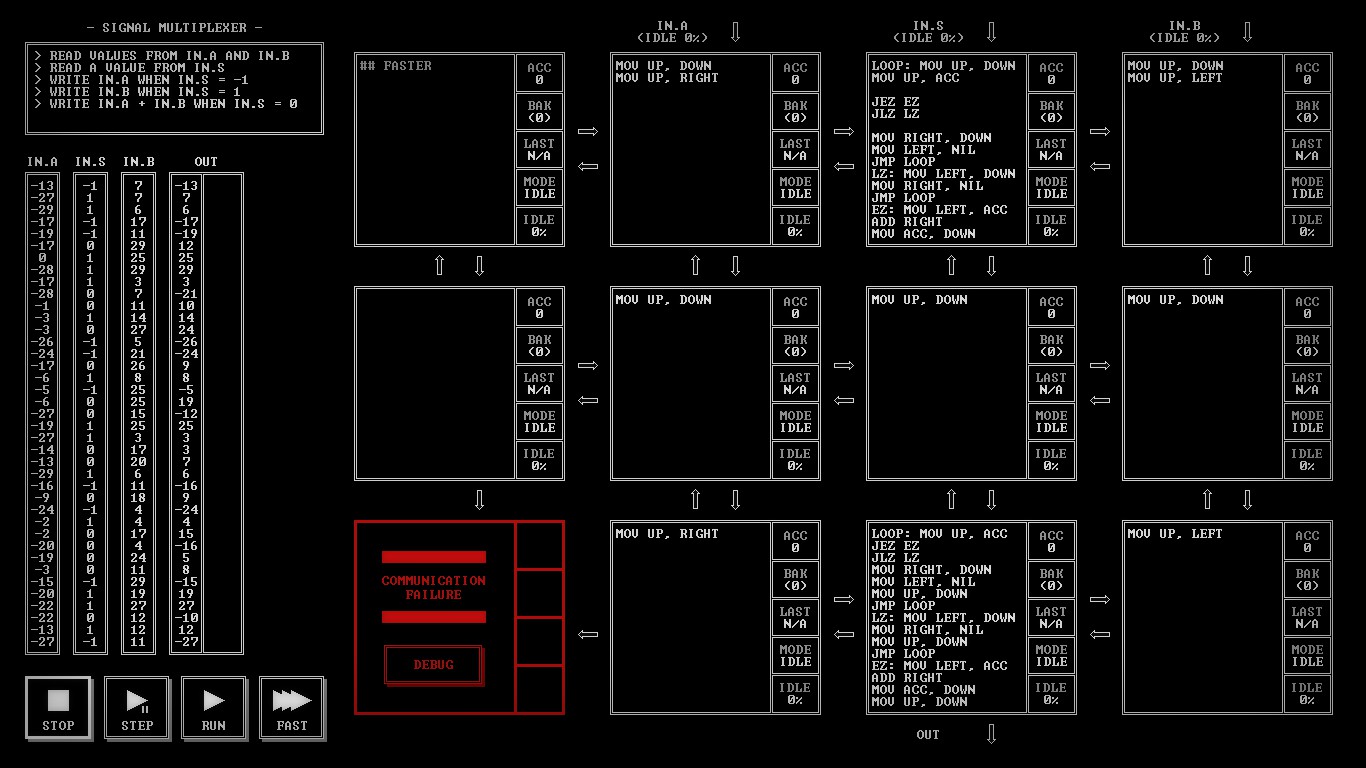 - SIGNAL MULTIPLEXER -
> READ VALUES FROM IN.A AND IN.B
> READ A VALUE FROM IN.S
> WRITE IN.A WHEN IN.S = -1
> WRITE IN.B WHEN IN.S = 1
> WRITE IN.A + IN.B WHEN IN.S = 0
IN.A IN.S IN.B OUT
-13 -1 7 -13
-27 1 7 7
-29 1 6 6
-17 -1 17 -17
-19 -1 11 -19
-17 0 29 12
0 1 25 25
-28 1 29 29
-17 1 3 3
-28 0 7 -21
-1 0 11 10
-3 1 14 14
-3 0 27 24
-26 -1 5 -26
-24 -1 21 -24
-17 0 26 9
-6 1 8 8
-5 -1 25 -5
-6 0 25 19
-27 0 15 -12
-19 1 25 25
-27 1 3 3
-14 0 17 3
-13 0 20 7
-29 1 6 6
-16 -1 11 -16
-9 0 18 9
-24 -1 4 -24
-2 1 4 4
-2 0 17 15
-20 0 4 -16
-19 0 24 5
-3 0 11 8
-15 -1 29 -15
-20 1 19 19
-22 1 27 27
-22 0 12 -10
-13 1 12 12
-27 -1 11 -27
STOP
STEP
RUN
FAST
IN.A
(IDLE 0%)
IN.S
(IDLE 0%)
IN.B
(IDLE 0%)
## FASTER
ACC
0
BAK
(0)
LAST
N/A
MODE
IDLE
IDLE
0%
MOV UP, DOWN
MOV UP, RIGHT
ACC
0
BAK
(0)
LAST
N/A
MODE
IDLE
IDLE
0%
LOOP: MOV UP, DOWN
MOV UP, ACC
JEZ EZ
JLZ LZ
MOV RIGHT, DOWN
MOV LEFT, NIL
JMP LOOP
LZ: MOV LEFT, DOWN
MOV RIGHT, NIL
JMP LOOP
EZ: MOV LEFT, ACC
ADD RIGHT
MOV ACC, DOWN
ACC
0
BAK
(0)
LAST
N/A
MODE
IDLE
IDLE
0%
MOV UP, DOWN
MOV UP, LEFT
ACC
0
BAK
(0)
LAST
N/A
MODE
IDLE
IDLE
0%
ACC
0
BAK
(0)
LAST
N/A
MODE
IDLE
IDLE
0%
MOV UP, DOWN
ACC
0
BAK
(0)
LAST
N/A
MODE
IDLE
IDLE
0%
MOV UP, DOWN
ACC
0
BAK
(0)
LAST
N/A
MODE
IDLE
IDLE
0%
MOV UP, DOWN
ACC
0
BAK
(0)
LAST
N/A
MODE
IDLE
IDLE
0%
COMMUNICATION
FAILURE
DEBUG
MOV UP, RIGHT
ACC
0
BAK
(0)
LAST
N/A
MODE
IDLE
IDLE
0%
LOOP: MOV UP, ACC
JEZ EZ
JLZ LZ
MOV RIGHT, DOWN
MOV LEFT, NIL
MOV UP, DOWN
JMP LOOP
LZ: MOV LEFT, DOWN
MOV RIGHT, NIL
MOV UP, DOWN
JMP LOOP
EZ: MOV LEFT, ACC
ADD RIGHT
MOV ACC, DOWN
MOV UP, DOWN
ACC
0
BAK
(0)
LAST
N/A
MODE
IDLE
IDLE
0%
MOV UP, LEFT
ACC
0
BAK
(0)
LAST
N/A
MODE
IDLE
IDLE
0%
OUT